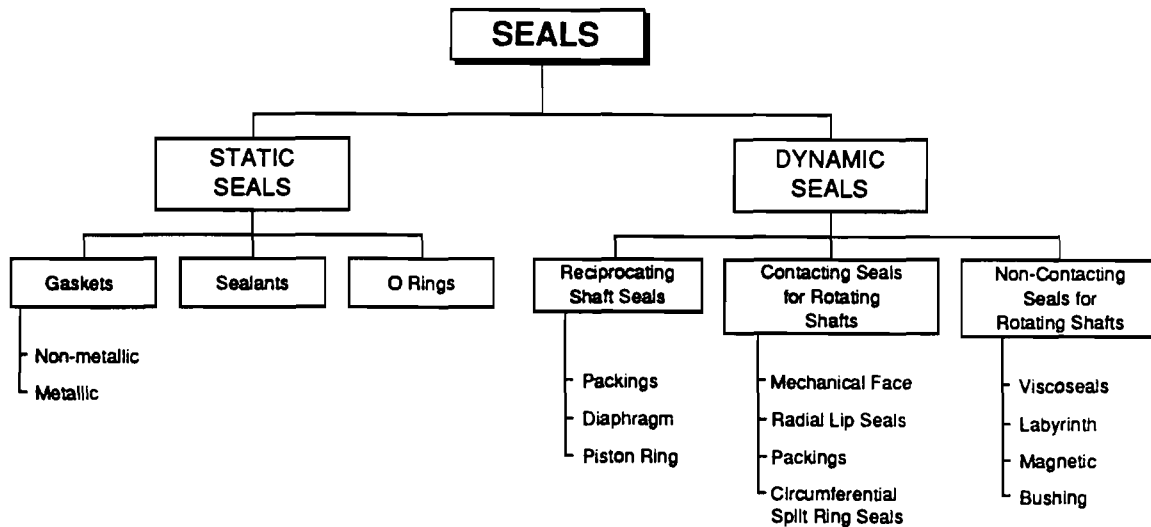 SEALS
STATIC
SEALS
DYNAMIC
SEALS
Gaskets
Sealants
O Rings
Reciprocating
Shaft Seals
Contacting Seals
for Rotating
Shafts
Non-Contacting
Seals for
Rotating Shafts
Non-metallic
Metallic
Packings
Diaphragm
Piston Ring
Mechanical Face
Radial Lip Seals
Packings
Circumferential
Split Ring Seals
Viscoseals
Labyrinth
Magnetic
Bushing